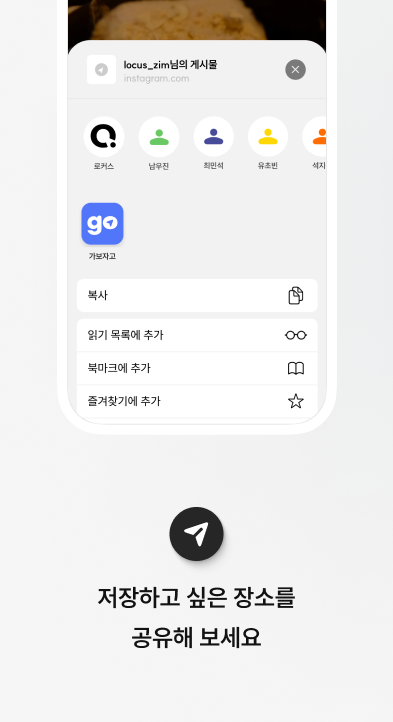 locus_zim님의 게시물
instagram.com
로커스
남무진
최민석
유초빈
석지
go
가보자고
복사
읽기 목록에 추가
북마크에 추가
즐겨찾기에 추가
저장하고 싶은 장소를
공유해 보세요